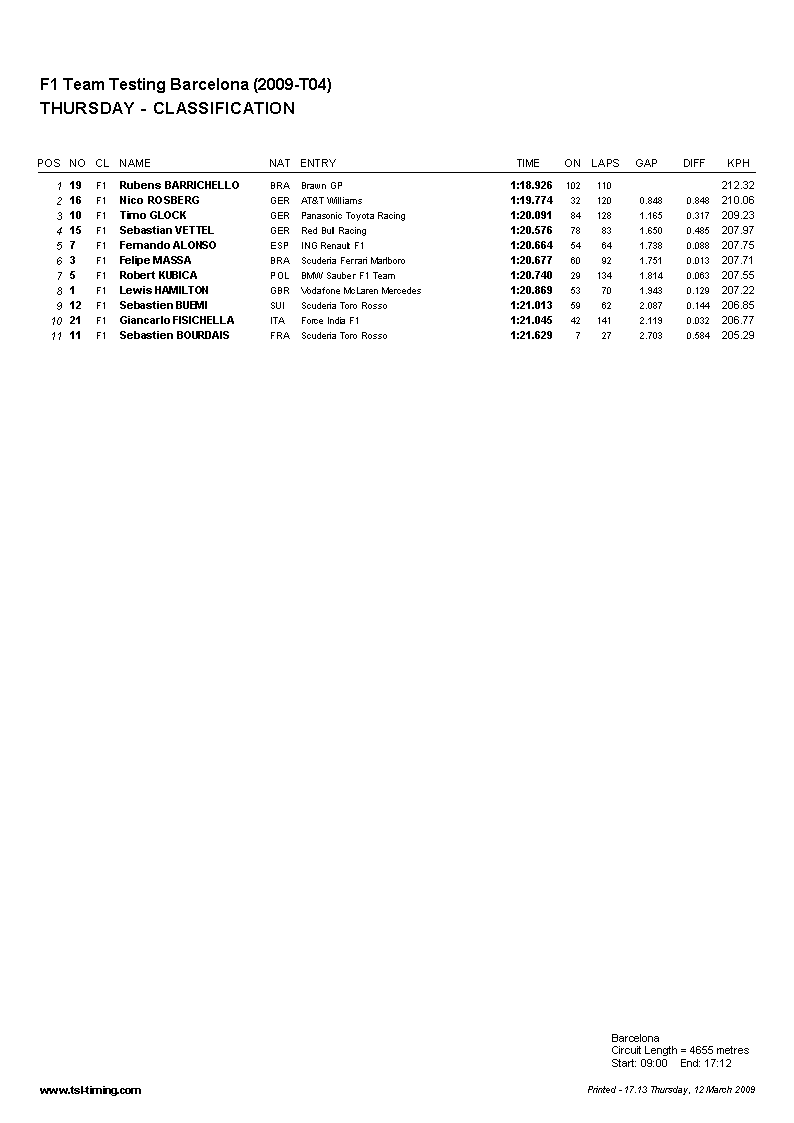 F1 Team Testing Barcelona (2009-T04)
THURSDAY - CLASSIFICATION
POS NO CL NAME NAT ENTRY TIME ON LAPS GAP DIFF KPH
1 19 F1 Rubens BARRICHELLO BRA Brawn GP 1:18.926 102 110 212.32
2 16 F1 Nico ROSBERG GER AT&T Williams 1:19.774 32 120 0.848 0.848 210.06
3 10 F1 Timo GLOCK GER Panasonic Toyota Racing 1:20.091 84 128 1.165 0.317 209.23
4 15 F1 Sebastian VETTEL GER Red Bull Racing 1:20.576 78 83 1.650 0.485 207.97
5 7 F1 Fernando ALONSO ESP ING Renault F1 1:20.664 54 64 1.738 0.088 207.75
6 3 F1 Felipe MASSA BRA Scuderia Ferrari Marlboro 1:20.677 60 92 1.751 0.013 207.71
7 5 F1 Robert KUBICA POL BMW Sauber F1 Team 1:20.740 29 134 1.814 0.063 207.55
8 1 F1 Lewis HAMILTON GBR Vodafone McLaren Mercedes 1:20.869 53 70 1.943 0.129 207.22
9 12 F1 Sebastien BUEMI SUI Scuderia Toro Rosso 1:21.013 59 62 2.087 0.144 206.85
10 21 F1 Giancarlo FISICHELLA ITA Force India F1 1:21.045 42 141 2.119 0.032 206.77
11 11 F1 Sebastien BOURDAIS FRA Scuderia Toro Rosso 1:21.629 7 27 2.703 0.584 205.29
Barcelona
Circuit Length = 4655 metres
Start: 09:00 End: 17:12
www.tsl-timing.com Printed - 17.13 Thursday, 12 March 2009